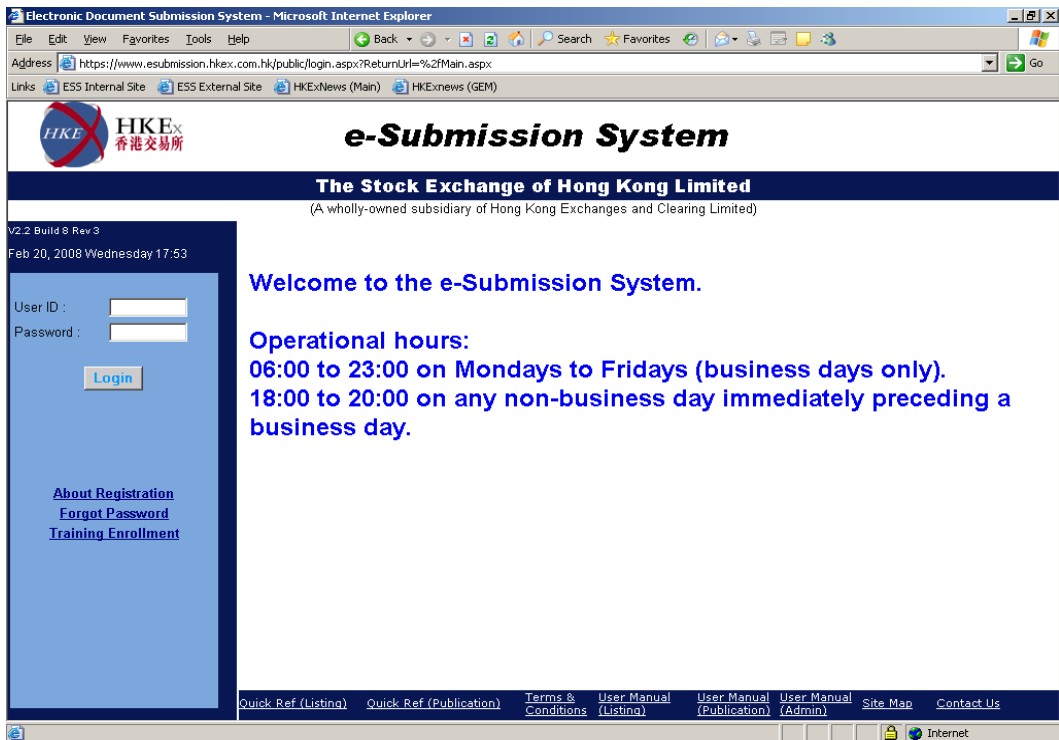 Electronic Document Submission System - Microsoft Internet Explorer
File Edit View Favorites Tools Help
Back Search Favorites
Address https://www.esubmission.hkex.com.hk/public/login.aspx?ReturnUrl=%2fMain.aspx Go
Links ESS Internal Site ESS External Site HKExNews (Main) HKExnews (GEM)
HKE HKEx
香港交易所
e-Submission System
The Stock Exchange of Hong Kong Limited
(A wholly-owned subsidiary of Hong Kong Exchanges and Clearing Limited)
V2.2 Build 8 Rev 3
Feb 20, 2008 Wednesday 17:53
User ID :
Password :
Login
About Registration
Forgot Password
Training Enrollment
Welcome to the e-Submission System.
Operational hours:
06:00 to 23:00 on Mondays to Fridays (business days only).
18:00 to 20:00 on any non-business day immediately preceding a
business day.
Quick Ref (Listing) Quick Ref (Publication) Terms & Conditions User Manual (Listing) User Manual (Publication) User Manual (Admin) Site Map Contact Us
Internet